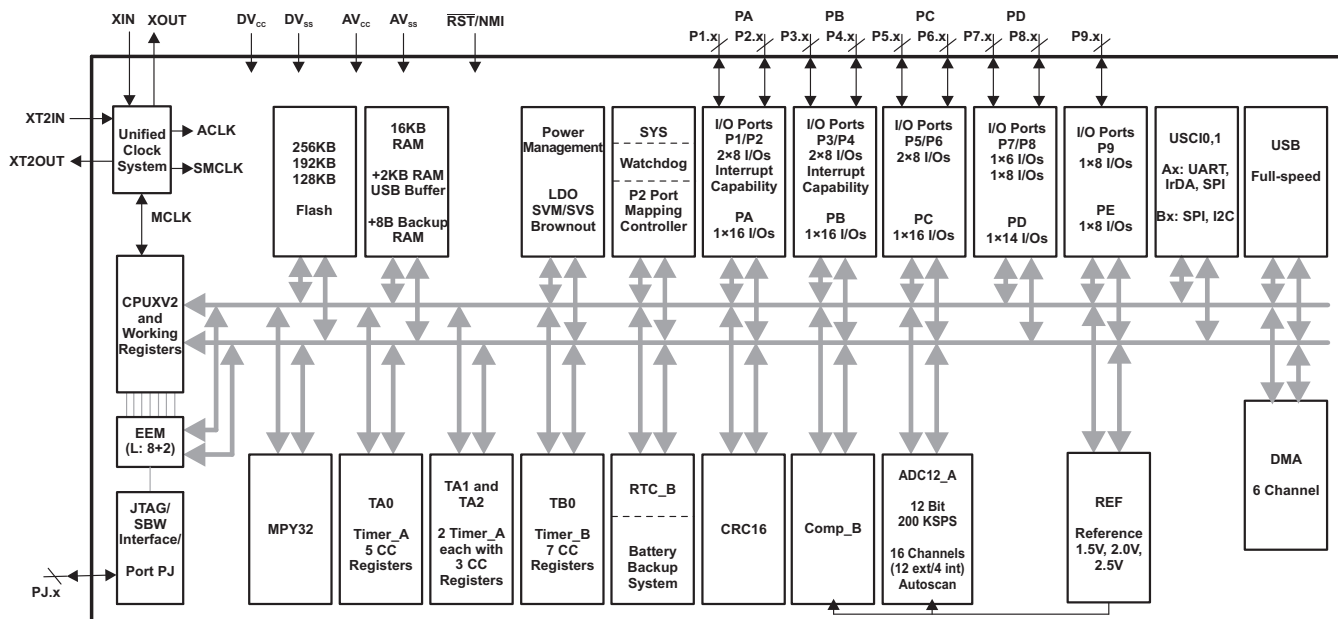 XIN XOUT DVCC DVSS AVCC AVSS RST/NMI PA PB PC PD
P1.x P2.x P3.x P4.x P5.x P6.x P7.x P8.x P9.x
XT2IN
XT2OUT
Unified
Clock
System
ACLK
SMCLK
MCLK
256KB
192KB
128KB
Flash
16KB
RAM
+2KB RAM
USB Buffer
+8B Backup
RAM
Power
Management
LDO
SVM/SVS
Brownout
SYS
Watchdog
P2 Port
Mapping
Controller
I/O Ports
P1/P2
2×8 I/Os
Interrupt
Capability
PA
1×16 I/Os
I/O Ports
P3/P4
2×8 I/Os
Interrupt
Capability
PB
1×16 I/Os
I/O Ports
P5/P6
2×8 I/Os
PC
1×16 I/Os
I/O Ports
P7/P8
1×6 I/Os
1×8 I/Os
PD
1×14 I/Os
I/O Ports
P9
1×8 I/Os
PE
1×8 I/Os
USCI0,1
Ax: UART,
IrDA, SPI
Bx: SPI, I2C
USB
Full-speed
CPUXV2
and
Working
Registers
EEM
(L: 8+2)
JTAG/
SBW
Interface/
Port PJ
PJ.x
MPY32
TA0
Timer_A
5 CC
Registers
TA1 and
TA2
2 Timer_A
each with
3 CC
Registers
TB0
Timer_B
7 CC
Registers
RTC_B
Battery
Backup
System
CRC16
Comp_B
ADC12_A
12 Bit
200 KSPS
16 Channels
(12 ext/4 int)
Autoscan
REF
Reference
1.5V, 2.0V,
2.5V
DMA
6 Channel